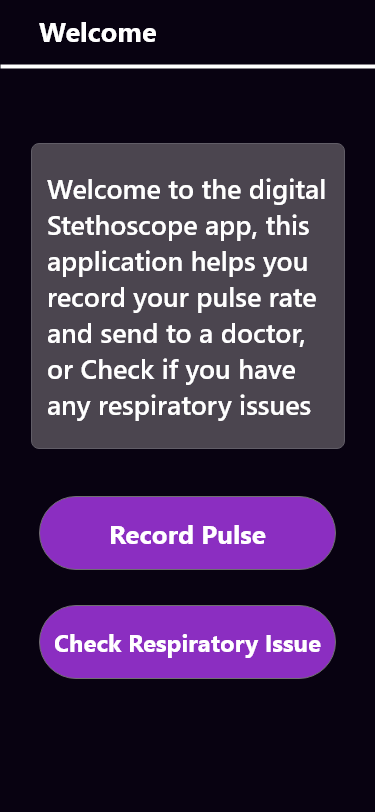 Welcome
Welcome to the digital
Stethoscope app, this
application helps you
record your pulse rate
and send to a doctor,
or Check if you have
any respiratory issues
Record Pulse
Check Respiratory Issue